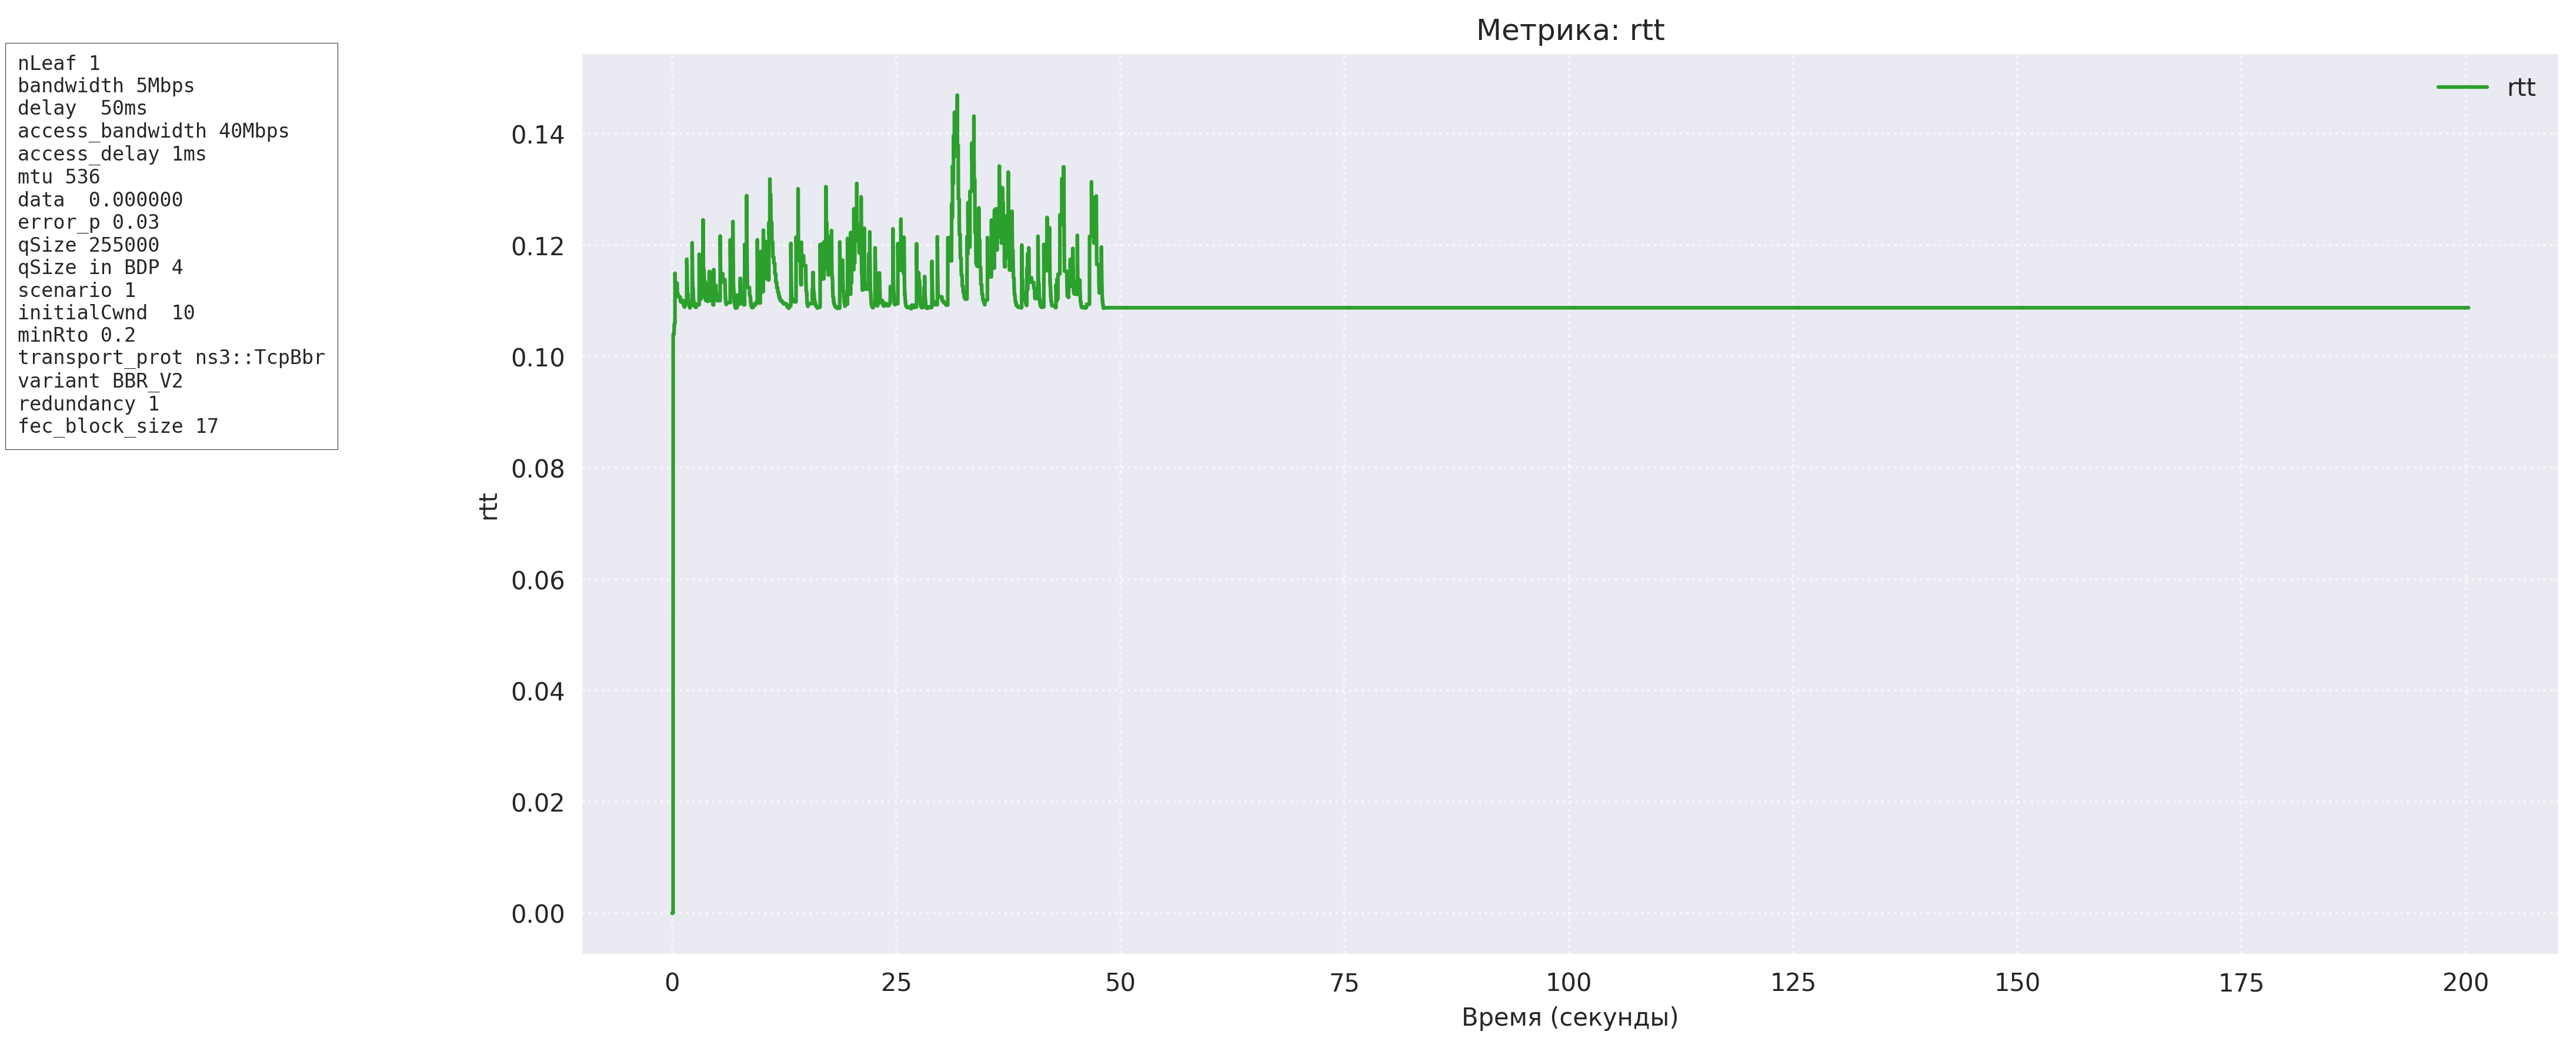 Метрика: rtt
nLeaf 1
bandwidth 5Mbps
delay  50ms
access_bandwidth 40Mbps
access_delay 1ms
mtu 536
data  0.000000
error_p 0.03
qSize 255000
qSize in BDP 4
scenario 1
initialCwnd  10
minRto 0.2
transport_prot ns3::TcpBbr
variant BBR_V2
redundancy 1
fec_block_size 17
rtt
0.14
0.12
0.10
0.08
0.06
0.04
0.02
0.00
rtt
0 25 50 75 100 125 150 175 200
Время (секунды)